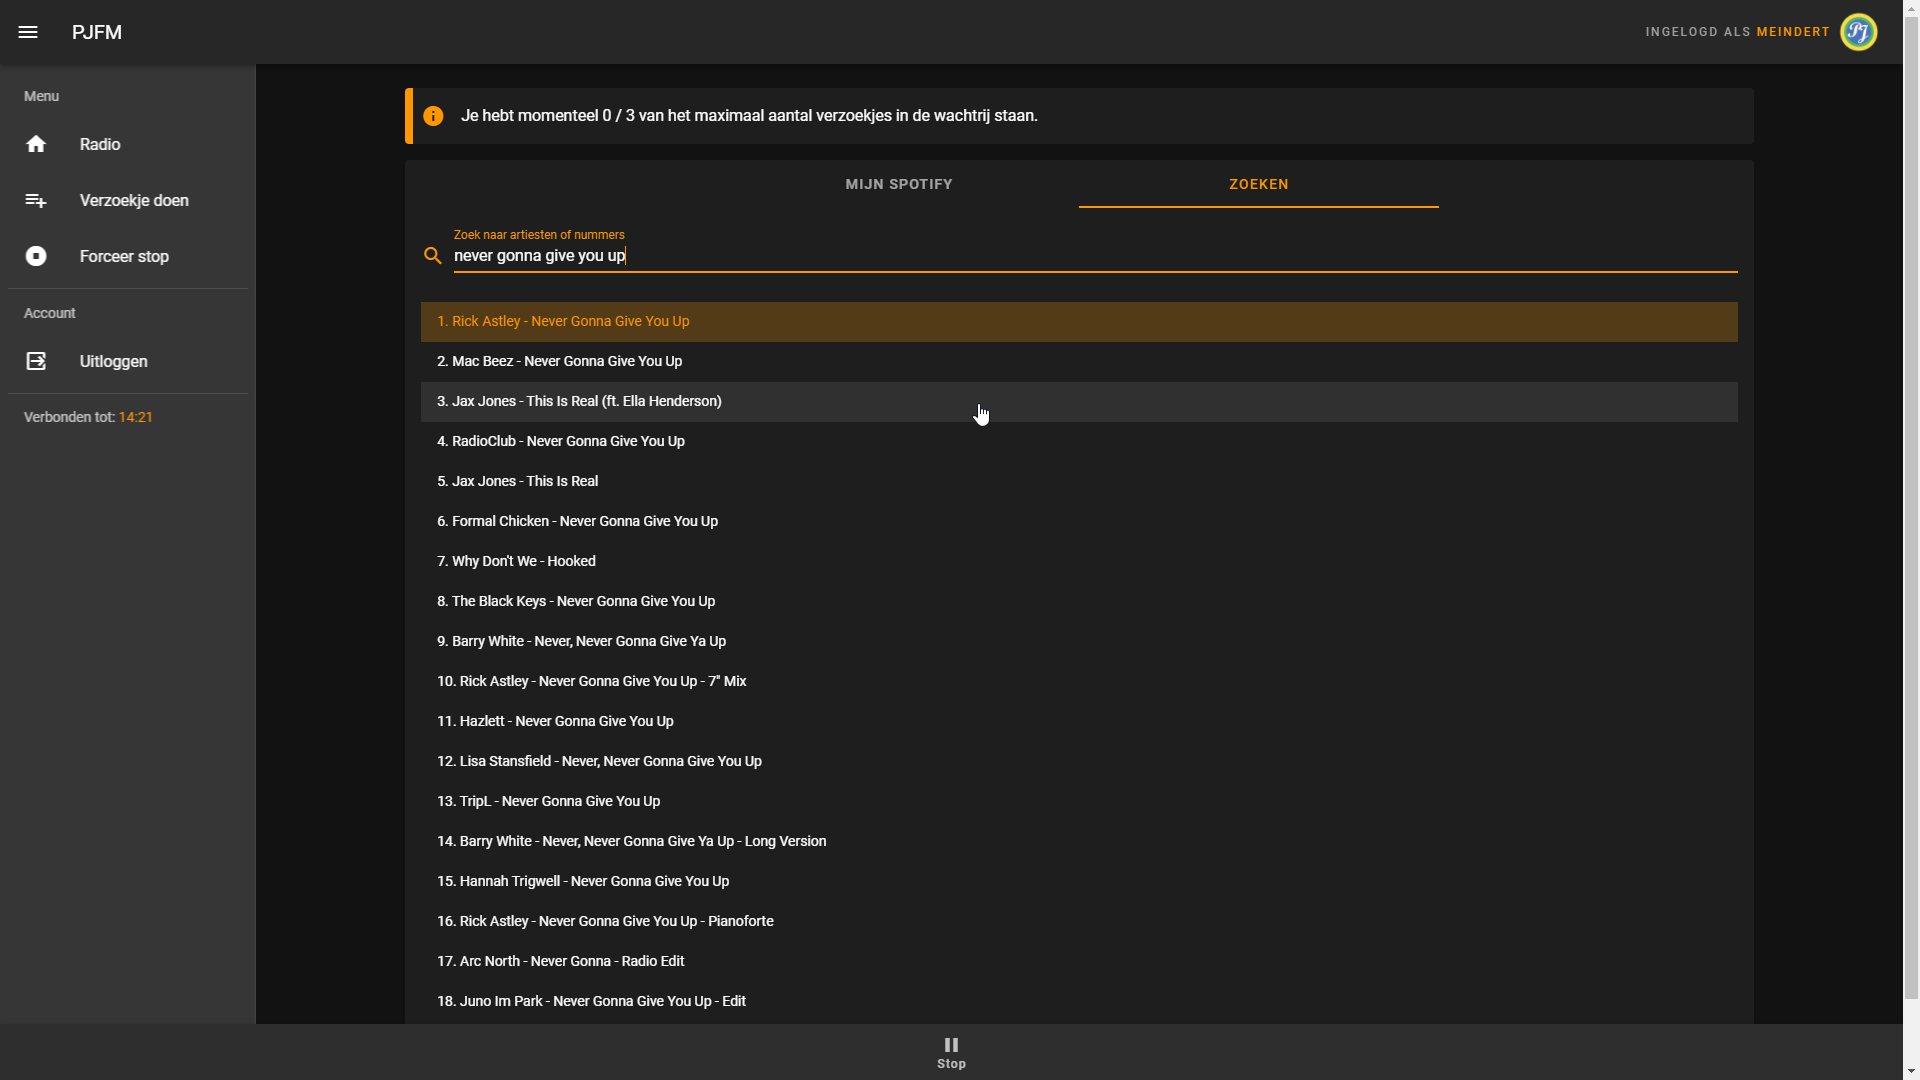 PJFM
INGELOGD ALS MEINDERT
Menu
Radio
Verzoekje doen
Forceer stop
Account
Uitloggen
Verbonden tot: 14:21
Je hebt momenteel 0 / 3 van het maximaal aantal verzoekjes in de wachtrij staan.
MIJN SPOTIFY
ZOEKEN
Zoek naar artiesten of nummers
never gonna give you up
1. Rick Astley - Never Gonna Give You Up
2. Mac Beez - Never Gonna Give You Up
3. Jax Jones - This Is Real (ft. Ella Henderson)
4. RadioClub - Never Gonna Give You Up
5. Jax Jones - This Is Real
6. Formal Chicken - Never Gonna Give You Up
7. Why Don't We - Hooked
8. The Black Keys - Never Gonna Give You Up
9. Barry White - Never, Never Gonna Give Ya Up
10. Rick Astley - Never Gonna Give You Up - 7" Mix
11. Hazlett - Never Gonna Give You Up
12. Lisa Stansfield - Never, Never Gonna Give You Up
13. TripL - Never Gonna Give You Up
14. Barry White - Never, Never Gonna Give Ya Up - Long Version
15. Hannah Trigwell - Never Gonna Give You Up
16. Rick Astley - Never Gonna Give You Up - Pianoforte
17. Arc North - Never Gonna - Radio Edit
18. Juno Im Park - Never Gonna Give You Up - Edit
Stop